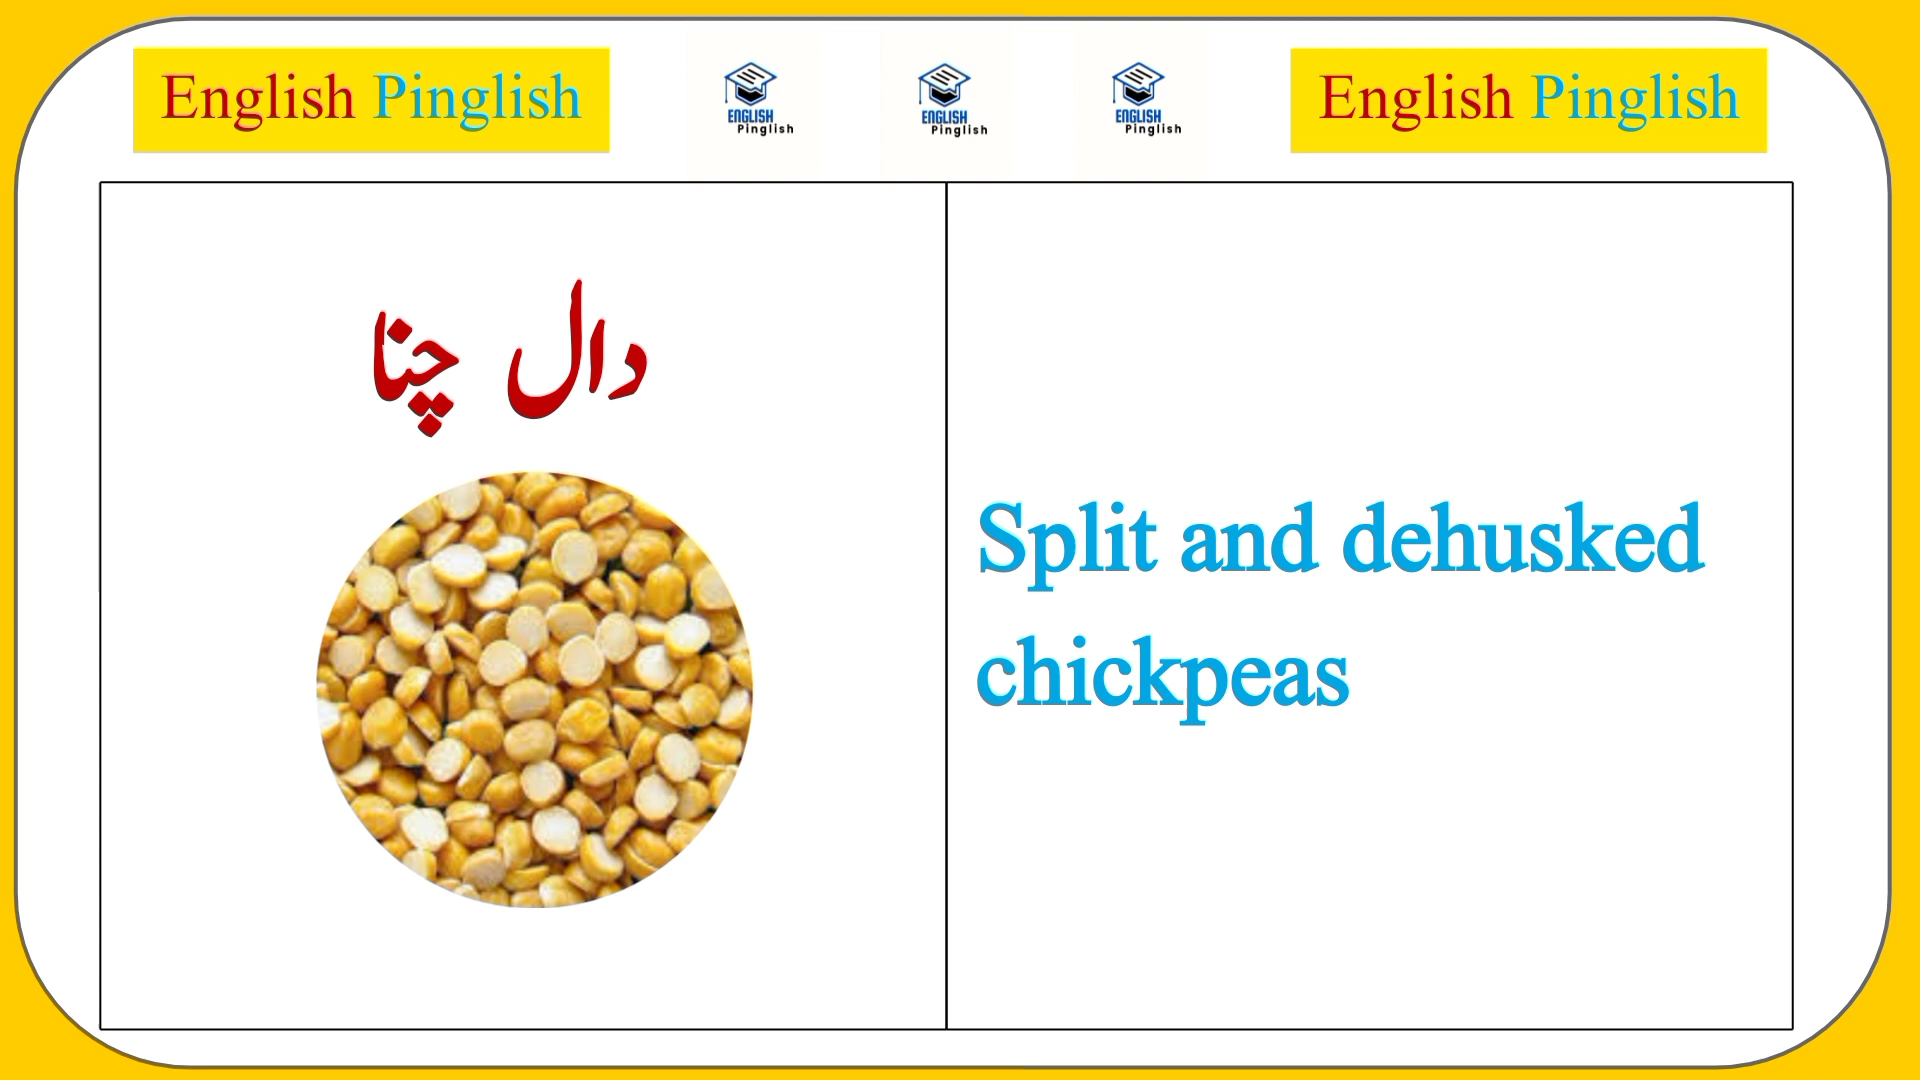 English Pinglish
ENGLISH
Pinglish
ENGLISH
Pinglish
ENGLISH
Pinglish
English Pinglish
دال چنا
Split and dehusked
chickpeas